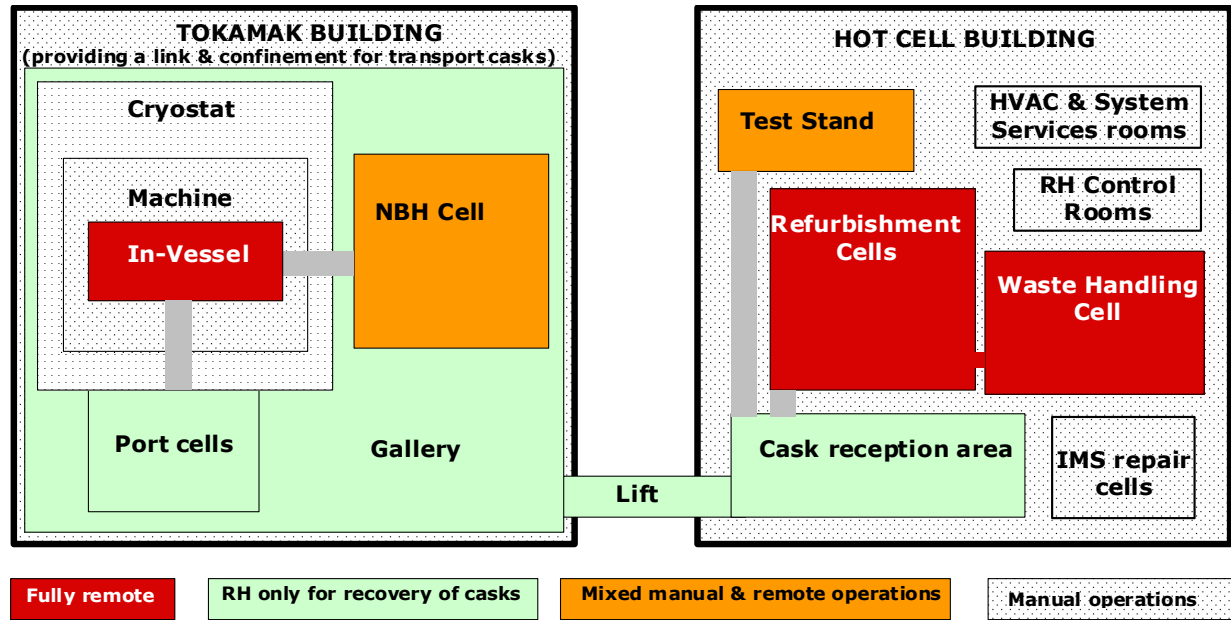 TOKAMAK BUILDING
(providing a link & confinement for transport casks)
Cryostat
Machine
In-Vessel
NBH Cell
Port cells
Gallery
Lift
HOT CELL BUILDING
Test Stand
HVAC & System
Services rooms
RH Control
Rooms
Refurbishment
Cells
Waste Handling
Cell
Cask reception area
IMS repair
cells
Fully remote
RH only for recovery of casks
Mixed manual & remote operations
Manual operations